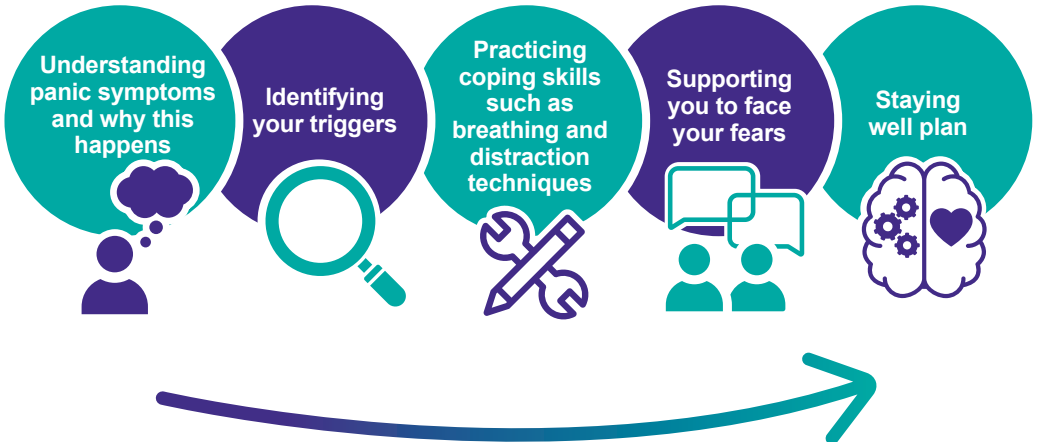 Understanding
panic symptoms
and why this
happens
Identifying
your triggers
Practicing
coping skills
such as
breathing and
distraction
techniques
Supporting
you to face
your fears
Staying
well plan